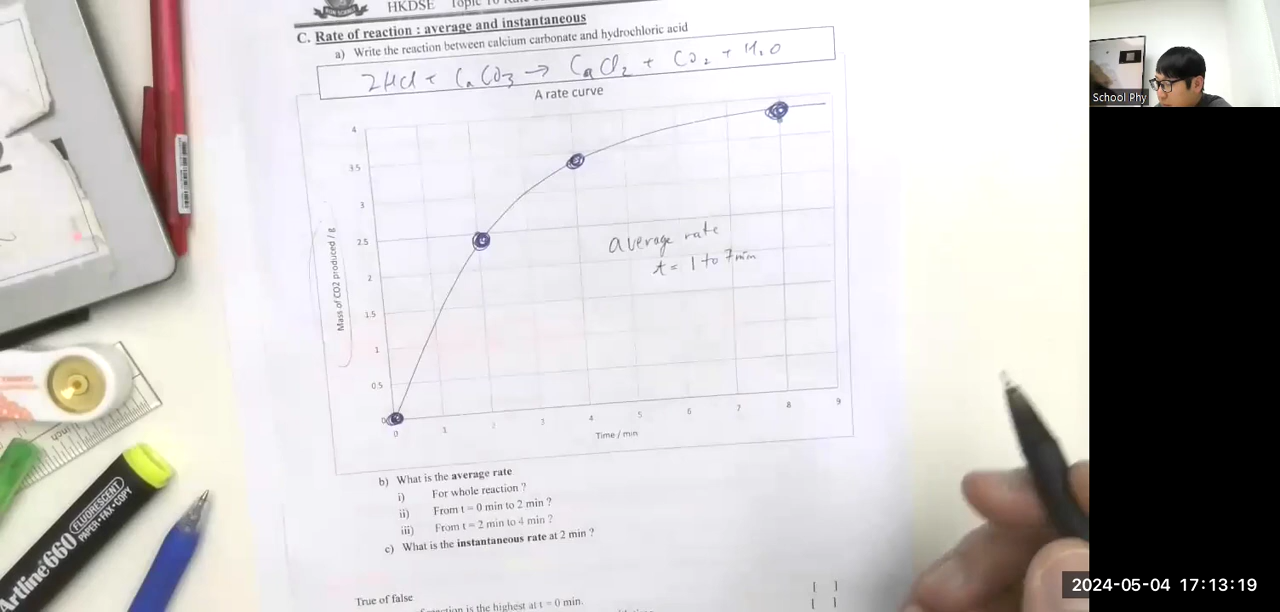 HKDSE Topic 10
C. Rate of reaction : average and instantaneous
a) Write the reaction between calcium carbonate and hydrochloric acid
2HCl + CaCO3 → CaCl2 + CO2 + H2O
A rate curve
4
3.5
3
2.5
2
1.5
1
0.5
0
Mass of CO2 produced / g
average rate
t = 1 to 7 min
0 1 2 3 4 5 6 7 8 9
Time / min
b) What is the average rate
i) For whole reaction ?
ii) From t = 0 min to 2 min ?
iii) From t = 2 min to 4 min ?
c) What is the instantaneous rate at 2 min ?
True of false
reaction is the highest at t = 0 min. [ ]
[ ]
Artline 660
FLUORESCENT
PAPER•FAX•COPY
inch
School Phy
2024-05-04 17:13:19